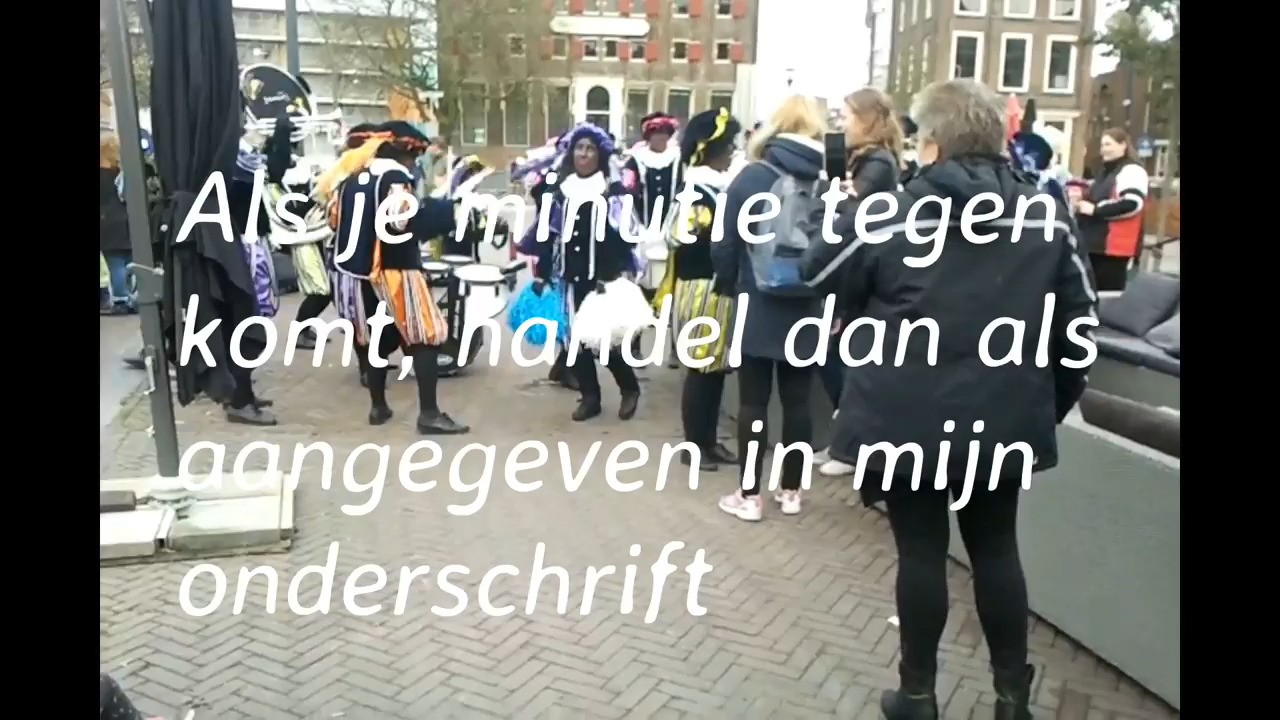 Als je minutie tegen
komt, handel dan als
aangegeven in mijn
onderschrift